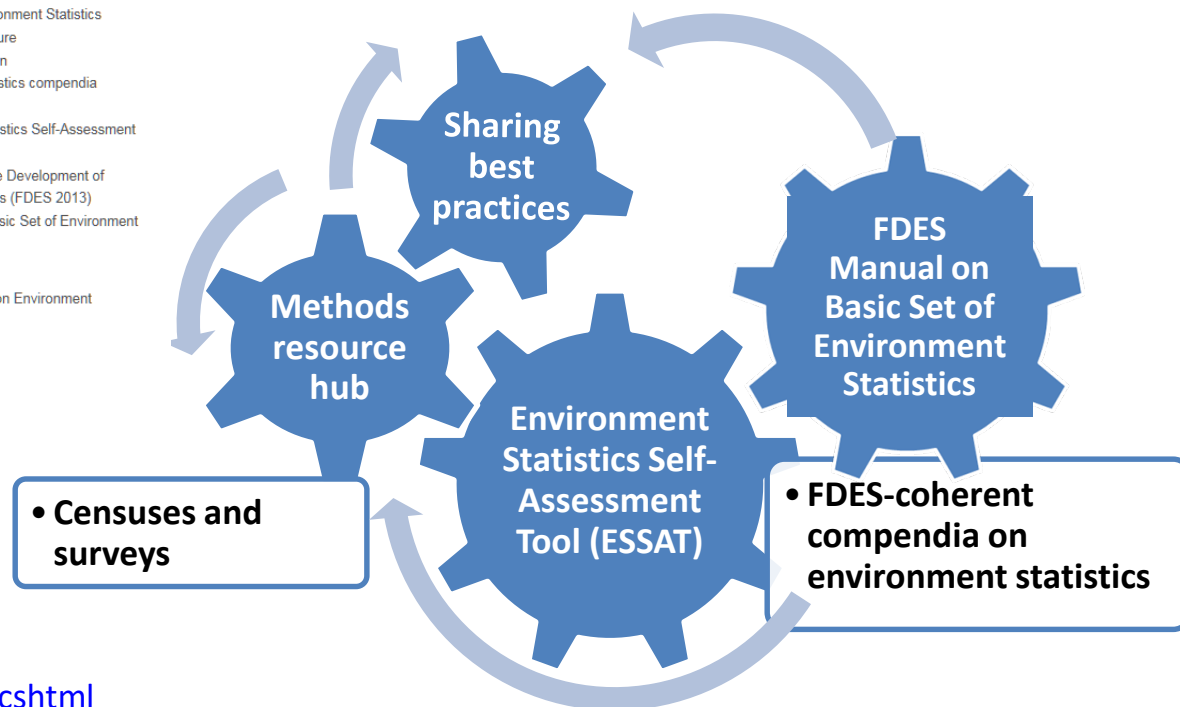 onment Statistics
ure
n
stics compendia
stics Self-Assessment
e Development of
s (FDES 2013)
sic Set of Environment
on Environment
Sharing
best
practices
FDES
Manual on
Basic Set of
Environment
Statistics
Methods
resource
hub
Environment
Statistics Self-
Assessment
Tool (ESSAT)
• Censuses and
surveys
• FDES-coherent
compendia on
environment statistics
cshtml